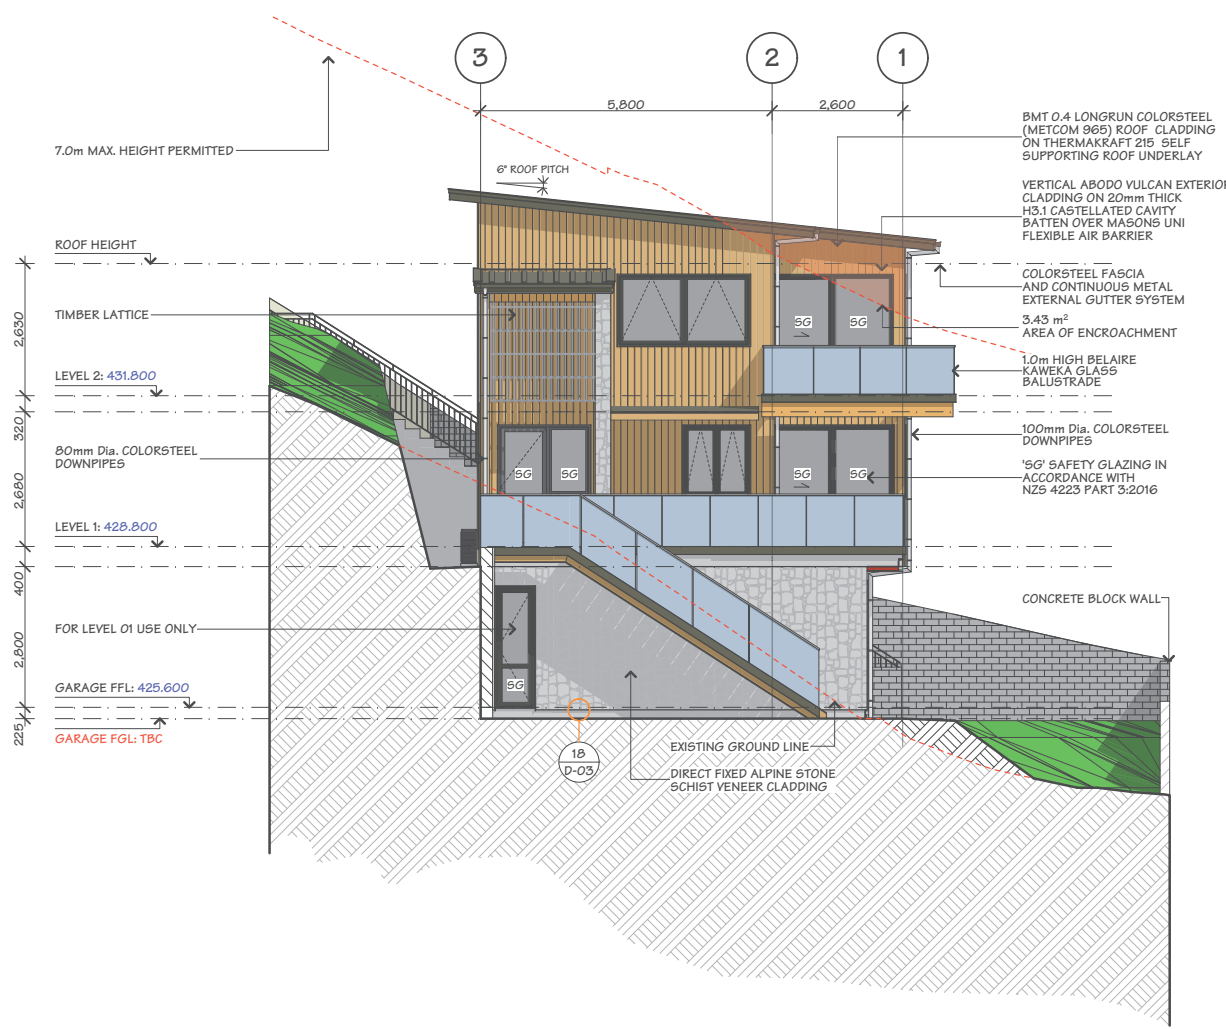 3
2
1
5,800
2,600
7.0m MAX. HEIGHT PERMITTED
6° ROOF PITCH
BMT 0.4 LONGRUN COLORSTEEL
(METCOM 965) ROOF CLADDING
ON THERMAKRAFT 215 SELF
SUPPORTING ROOF UNDERLAY
VERTICAL ABODO VULCAN EXTERIOR
CLADDING ON 20mm THICK
H3.1 CASTELLATED CAVITY
BATTEN OVER MASONS UNI
FLEXIBLE AIR BARRIER
ROOF HEIGHT
COLORSTEEL FASCIA
AND CONTINUOUS METAL
EXTERNAL GUTTER SYSTEM
TIMBER LATTICE
2,630
SG
SG
3.43 m²
AREA OF ENCROACHMENT
1.0m HIGH BELAIRE
KAWEKA GLASS
BALUSTRADE
LEVEL 2: 431.800
320
80mm Dia. COLORSTEEL
DOWNPIPES
100mm Dia. COLORSTEEL
DOWNPIPES
2,680
SG
SG
SG
SG
'SG' SAFETY GLAZING IN
ACCORDANCE WITH
NZS 4223 PART 3:2016
LEVEL 1: 428.800
400
CONCRETE BLOCK WALL
FOR LEVEL 01 USE ONLY
2,800
SG
GARAGE FFL: 425.600
225
GARAGE FGL: TBC
18
D-03
EXISTING GROUND LINE
DIRECT FIXED ALPINE STONE
SCHIST VENEER CLADDING